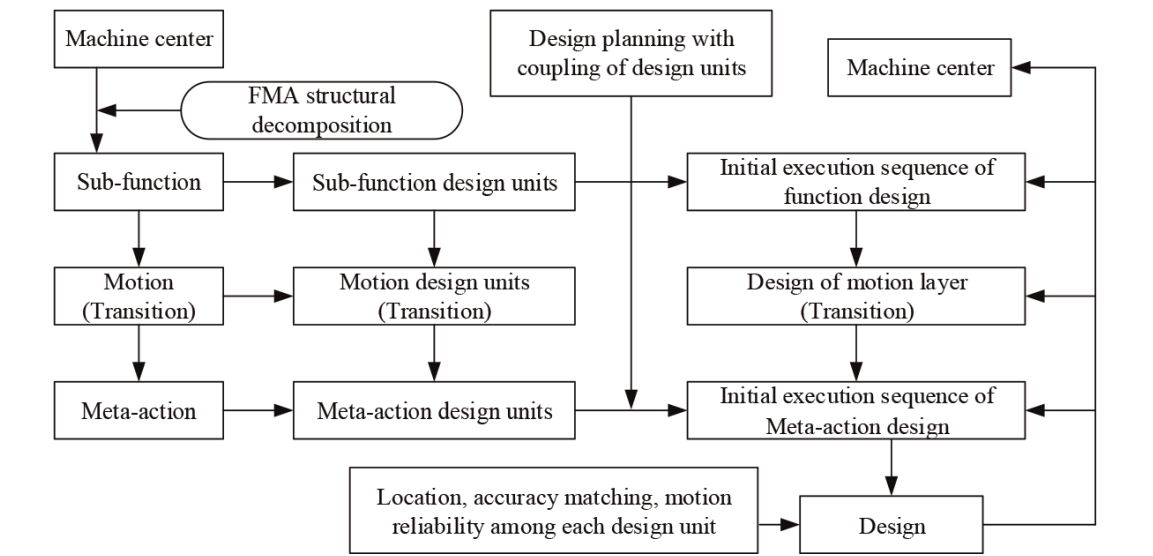 Machine center
Design planning with
coupling of design units
Machine center
FMA structural
decomposition
Sub-function
Sub-function design units
Initial execution sequence of
function design
Motion
(Transition)
Motion design units
(Transition)
Design of motion layer
(Transition)
Meta-action
Meta-action design units
Initial execution sequence of
Meta-action design
Location, accuracy matching, motion
reliability among each design unit
Design